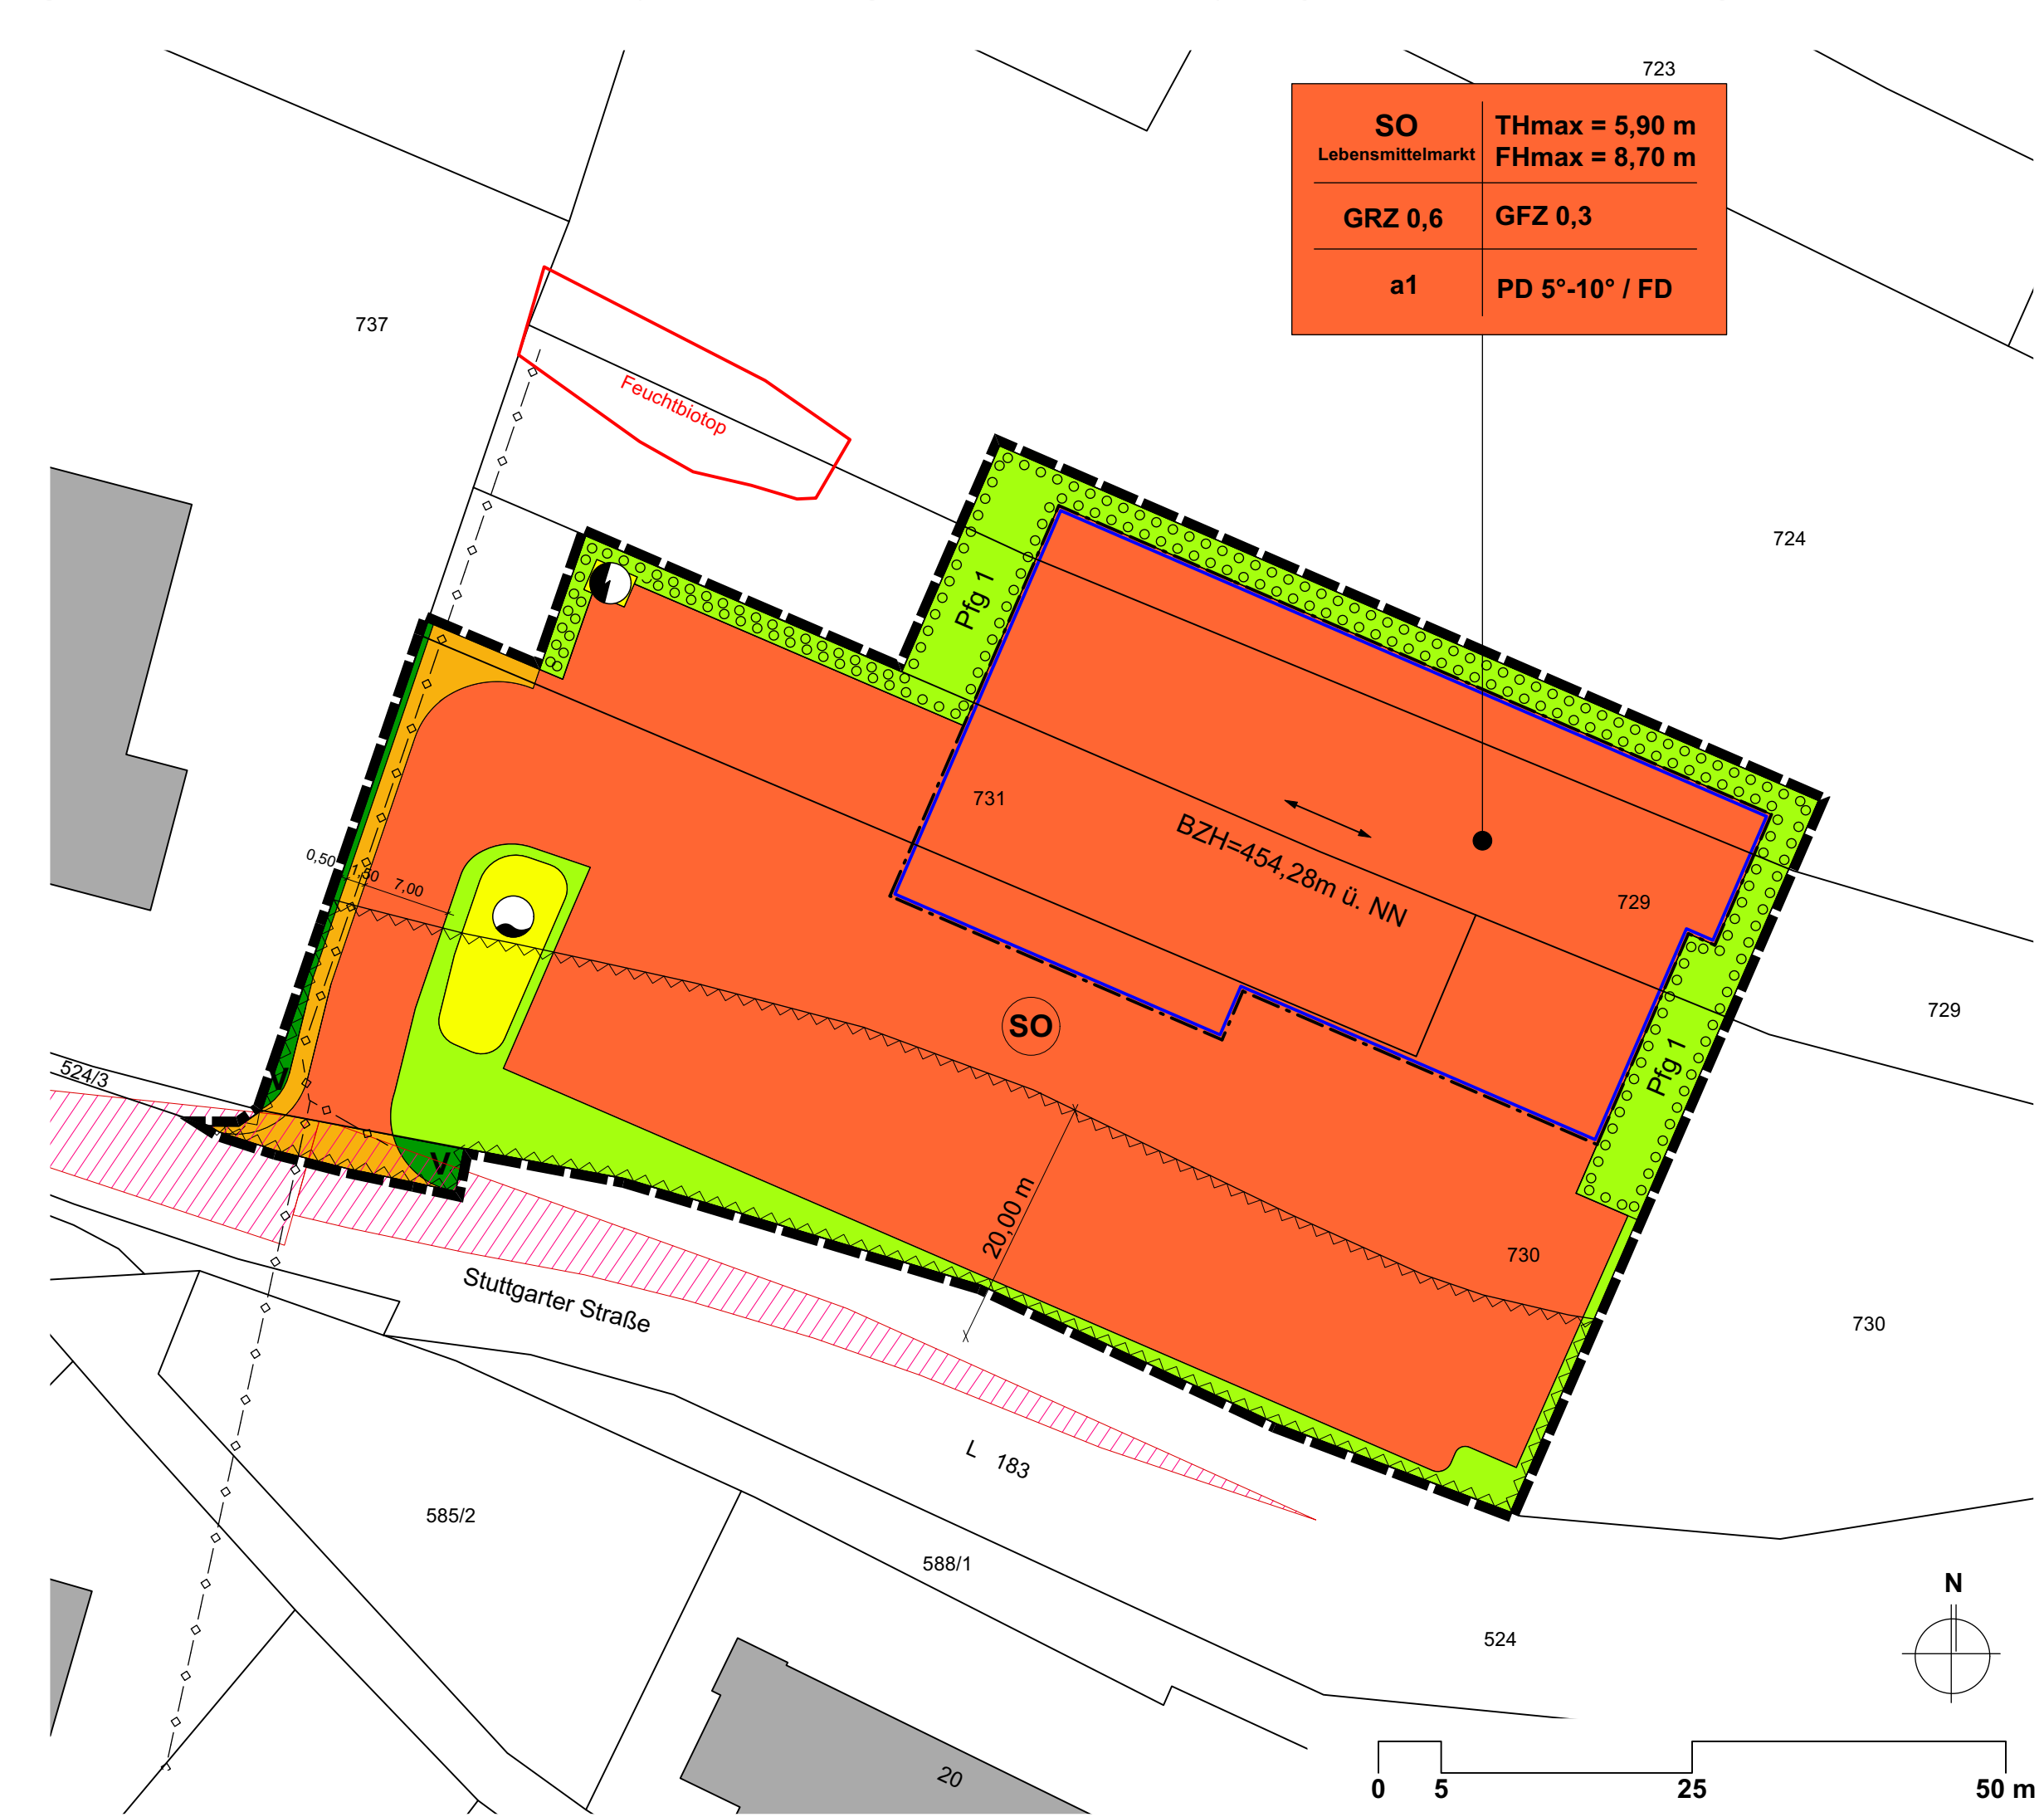 723
SO
Lebensmittelmarkt
THmax = 5,90 m
FHmax = 8,70 m
GRZ 0,6
GFZ 0,3
a1
PD 5°-10° / FD
737
Feuchtbiotop
724
Pfg 1
731
BZH=454,28m ü. NN
729
0,50
1,50
7,00
SO
729
524/3
V
Pfg 1
V
20,00 m
730
Stuttgarter Straße
730
L 183
585/2
588/1
524
N
20
0 5 25 50 m